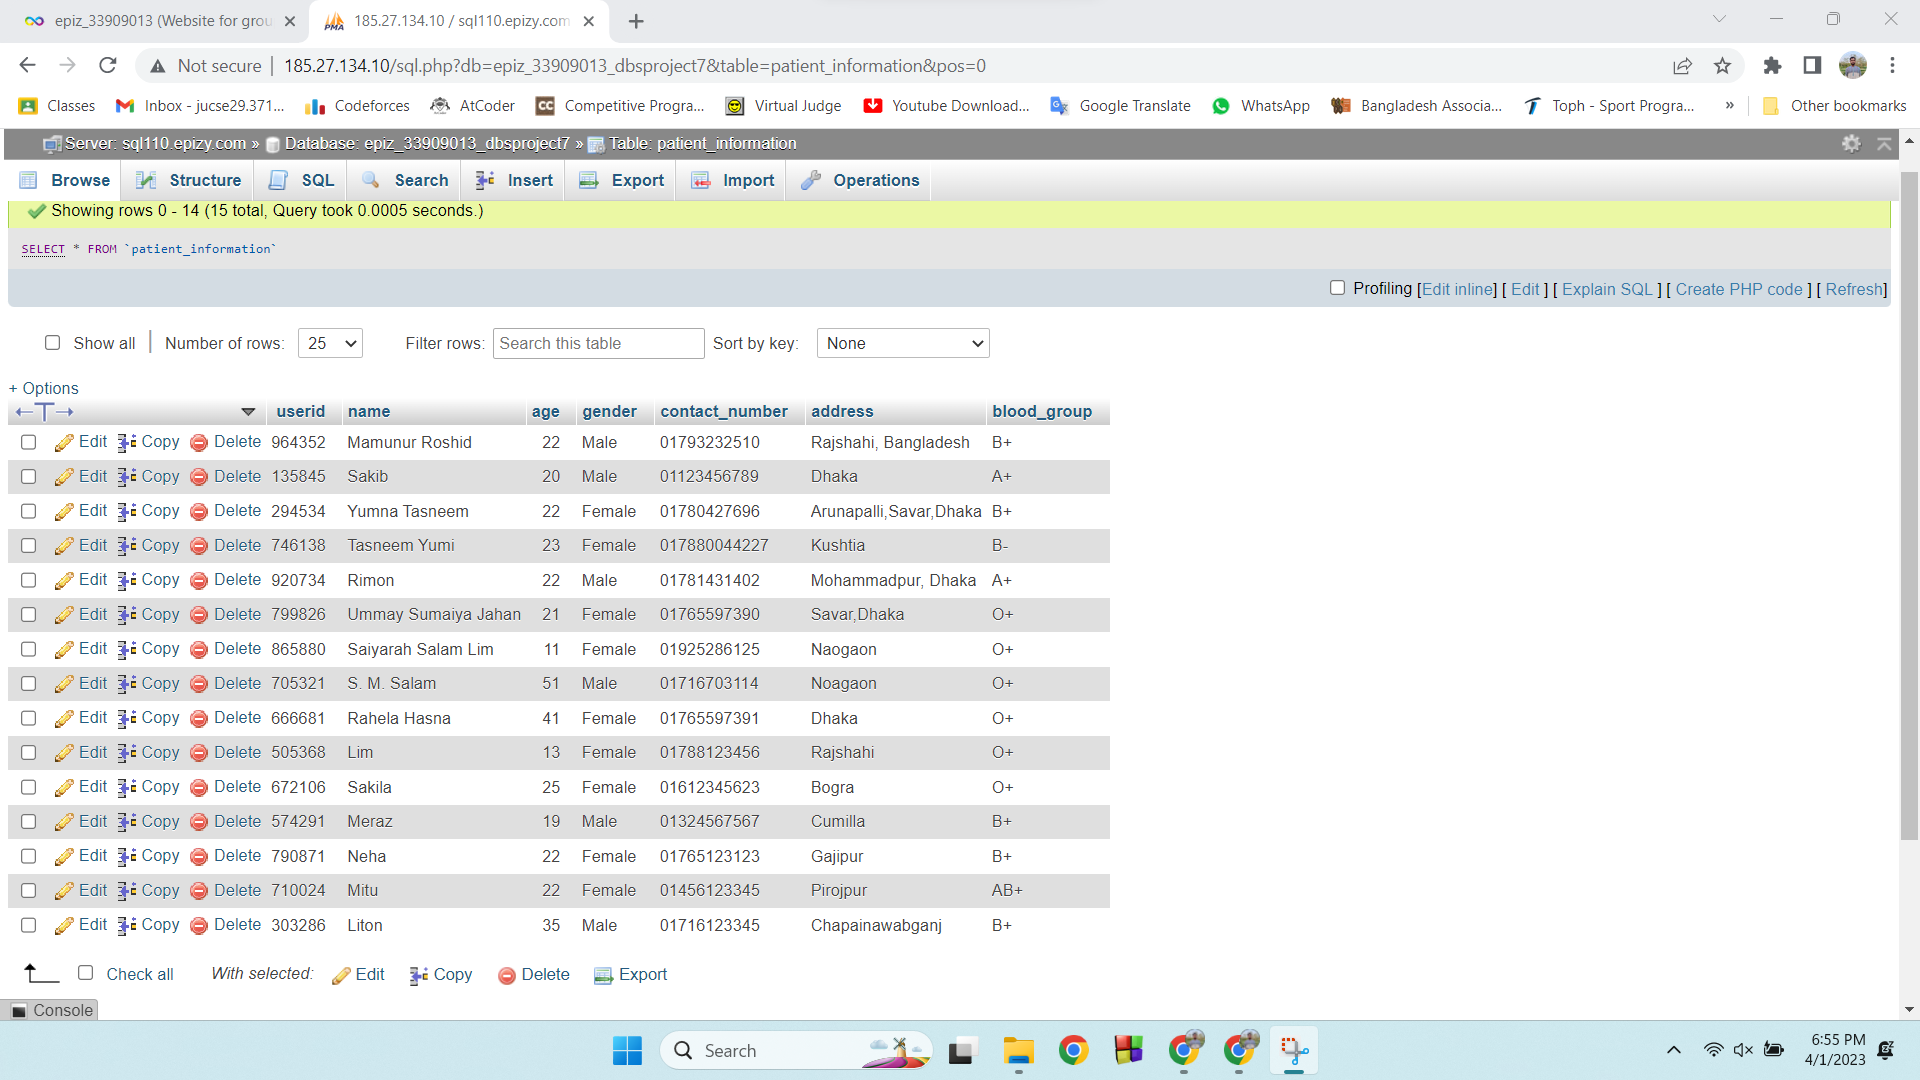 epiz_33909013 (Website for grou
185.27.134.10 / sql110.epizy.com
Not secure 185.27.134.10/sql.php?db=epiz_33909013_dbsproject7&table=patient_information&pos=0
Classes Inbox - jucse29.371... Codeforces AtCoder CC Competitive Progra... Virtual Judge Youtube Download... Google Translate WhatsApp Bangladesh Associa... Toph - Sport Progra... » Other bookmarks
Server: sql110.epizy.com » Database: epiz_33909013_dbsproject7 » Table: patient_information
Browse Structure SQL Search Insert Export Import Operations
Showing rows 0 - 14 (15 total, Query took 0.0005 seconds.)
SELECT * FROM `patient_information`
Profiling [Edit inline] [ Edit ] [ Explain SQL ] [ Create PHP code ] [ Refresh]
Show all Number of rows: 25 Filter rows: Search this table Sort by key: None
+ Options
←T→ userid name age gender contact_number address blood_group
Edit Copy Delete 964352 Mamunur Roshid 22 Male 01793232510 Rajshahi, Bangladesh B+
Edit Copy Delete 135845 Sakib 20 Male 01123456789 Dhaka A+
Edit Copy Delete 294534 Yumna Tasneem 22 Female 01780427696 Arunapalli,Savar,Dhaka B+
Edit Copy Delete 746138 Tasneem Yumi 23 Female 017880044227 Kushtia B-
Edit Copy Delete 920734 Rimon 22 Male 01781431402 Mohammadpur, Dhaka A+
Edit Copy Delete 799826 Ummay Sumaiya Jahan 21 Female 01765597390 Savar,Dhaka O+
Edit Copy Delete 865880 Saiyarah Salam Lim 11 Female 01925286125 Naogaon O+
Edit Copy Delete 705321 S. M. Salam 51 Male 01716703114 Noagaon O+
Edit Copy Delete 666681 Rahela Hasna 41 Female 01765597391 Dhaka O+
Edit Copy Delete 505368 Lim 13 Female 01788123456 Rajshahi O+
Edit Copy Delete 672106 Sakila 25 Female 01612345623 Bogra O+
Edit Copy Delete 574291 Meraz 19 Male 01324567567 Cumilla B+
Edit Copy Delete 790871 Neha 22 Female 01765123123 Gajipur B+
Edit Copy Delete 710024 Mitu 22 Female 01456123345 Pirojpur AB+
Edit Copy Delete 303286 Liton 35 Male 01716123345 Chapainawabganj B+
Check all With selected: Edit Copy Delete Export
Console
Search
6:55 PM
4/1/2023